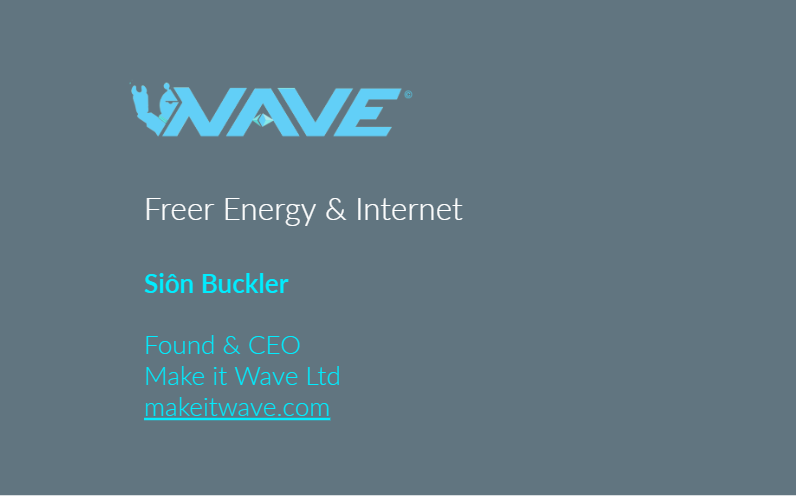 WAVE©
Freer Energy & Internet
Siôn Buckler
Found & CEO
Make it Wave Ltd
makeitwave.com